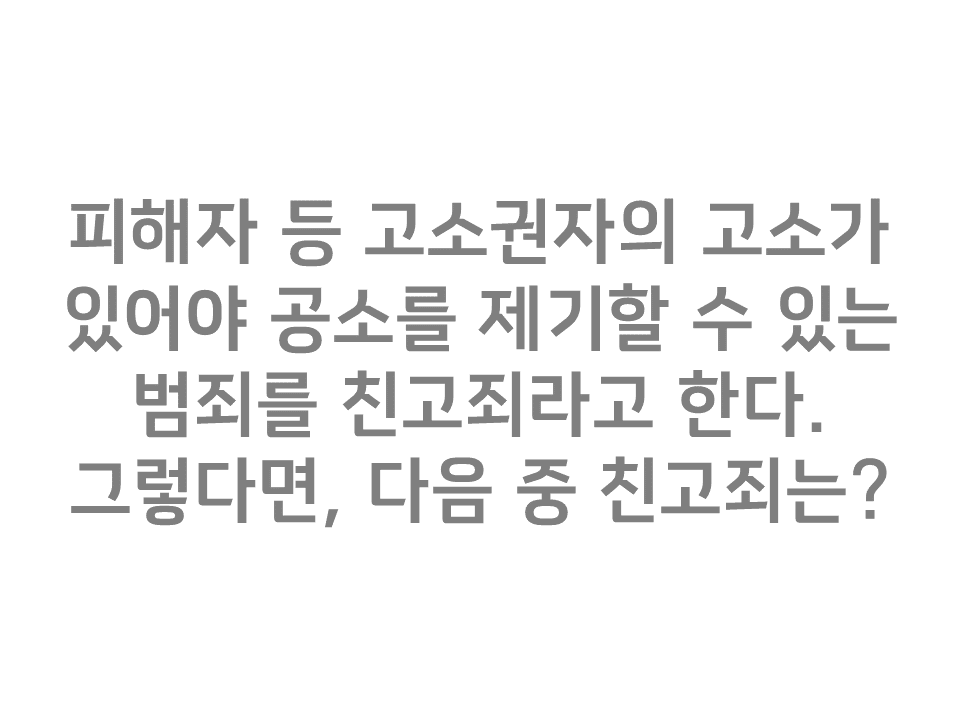 피해자 등 고소권자의 고소가
있어야 공소를 제기할 수 있는
범죄를 친고죄라고 한다.
그렇다면, 다음 중 친고죄는?